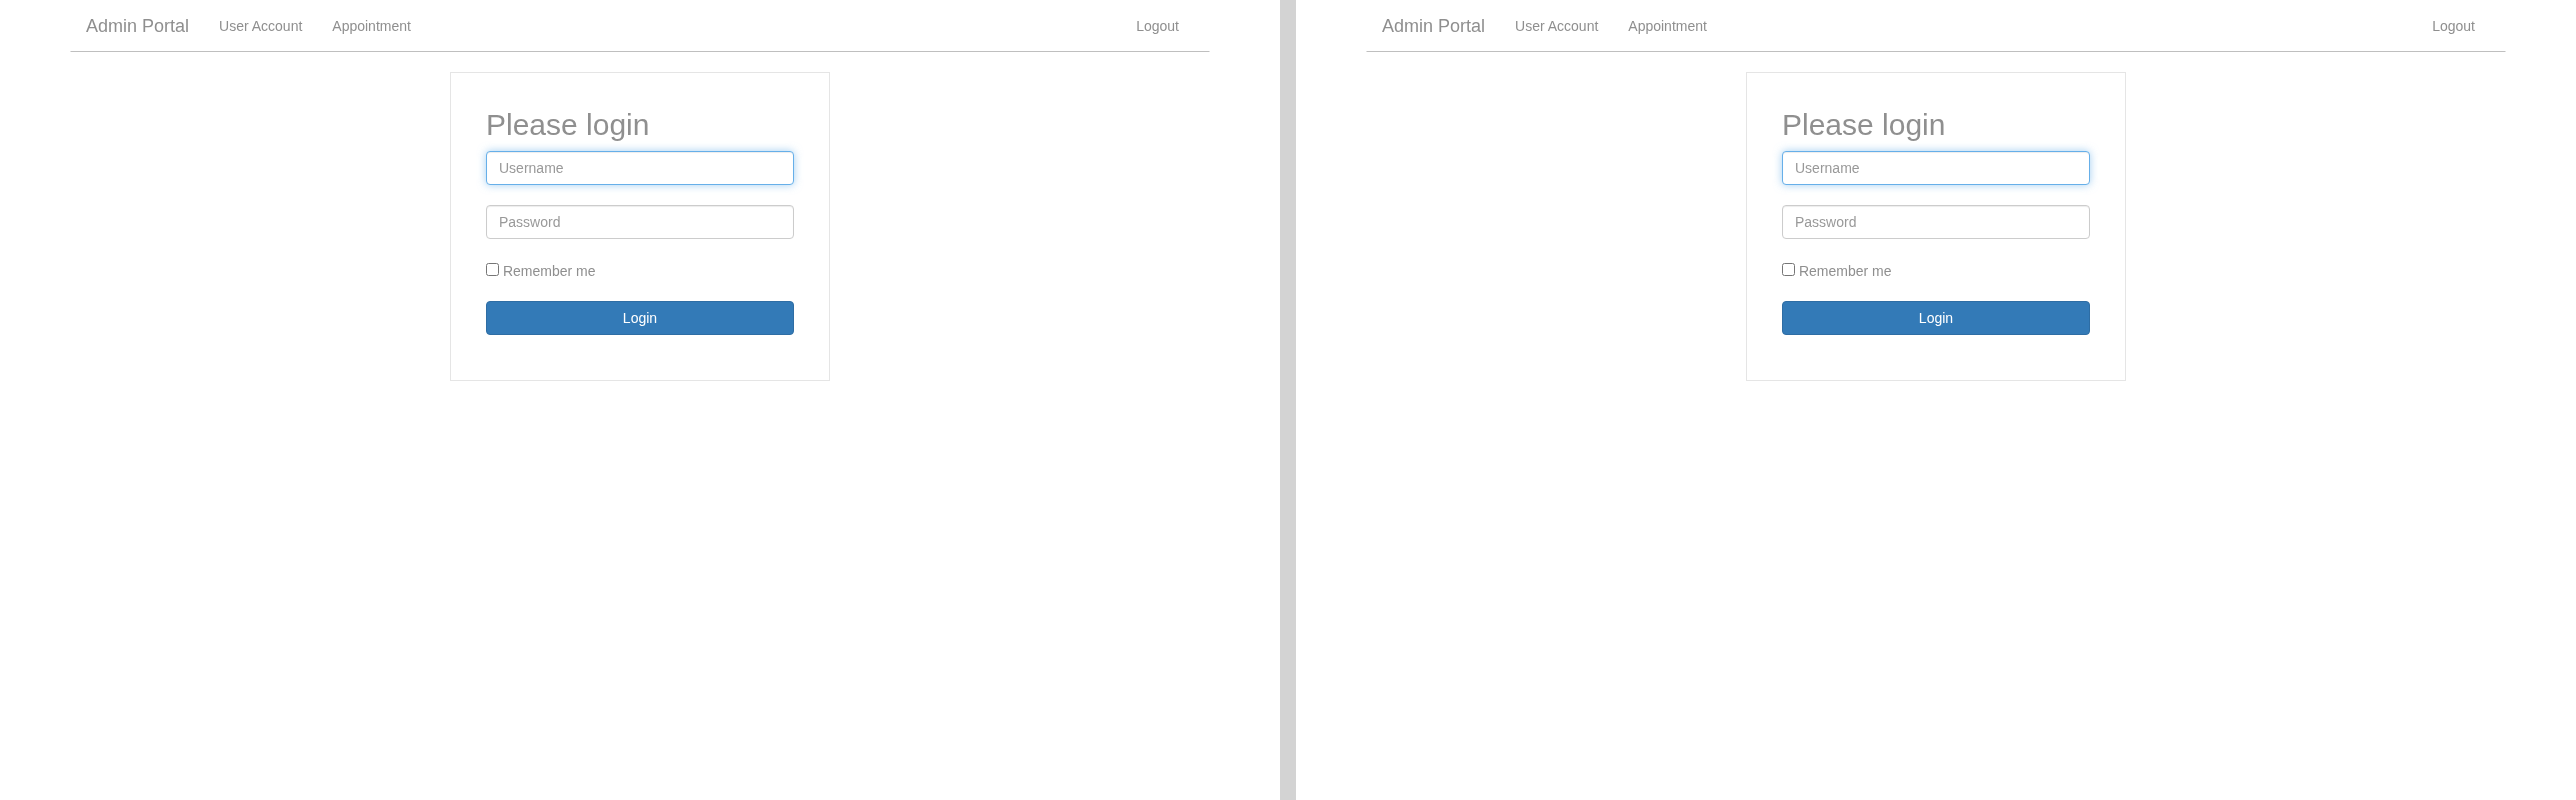 Admin Portal User Account Appointment Logout
Please login
Username
Password
Remember me
Login
Admin Portal User Account Appointment Logout
Please login
Username
Password
Remember me
Login